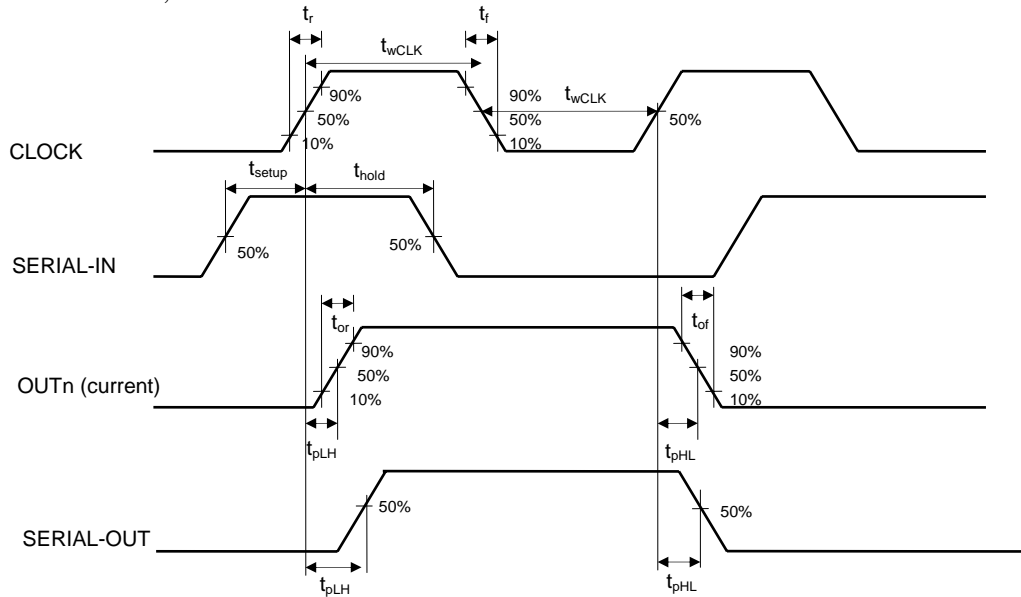 tr
tf
twCLK
90%
50%
10%
90%
50%
10%
twCLK
50%
CLOCK
tsetup
thold
50%
50%
SERIAL-IN
tor
tof
90%
50%
10%
90%
50%
10%
OUTn (current)
tpLH
tpHL
50%
50%
SERIAL-OUT
tpLH
tpHL